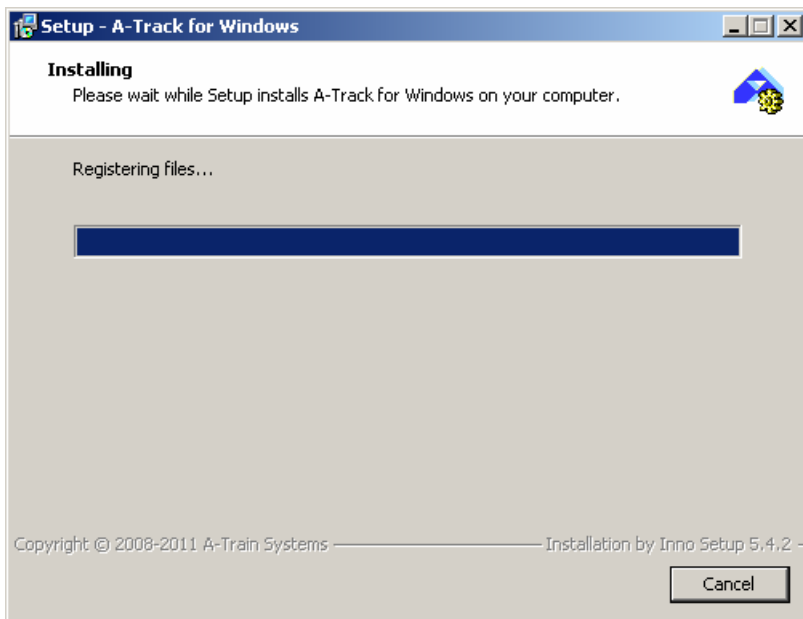 Setup - A-Track for Windows
Installing
Please wait while Setup installs A-Track for Windows on your computer.
Registering files...
Copyright © 2008-2011 A-Train Systems Installation by Inno Setup 5.4.2
Cancel